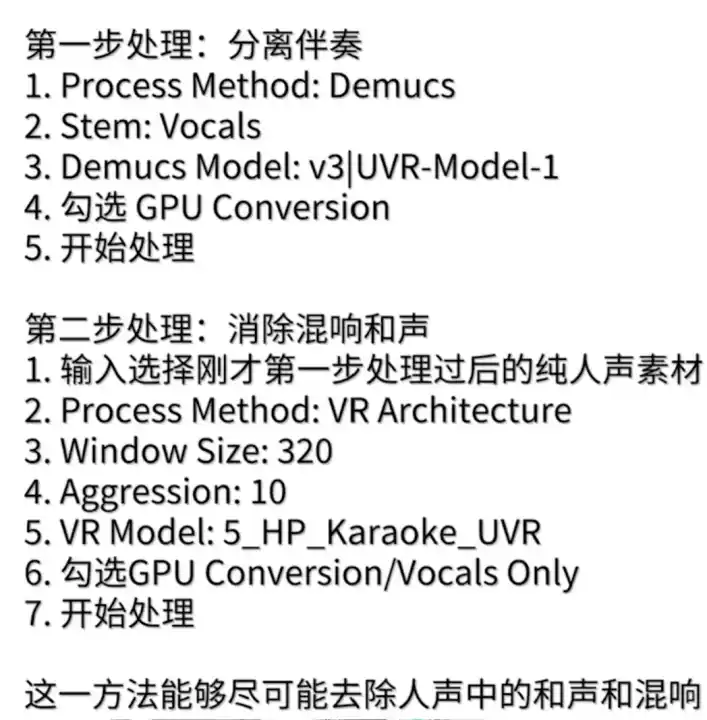 第一步处理：分离伴奏
1. Process Method: Demucs
2. Stem: Vocals
3. Demucs Model: v3|UVR-Model-1
4. 勾选 GPU Conversion
5. 开始处理
第二步处理：消除混响和声
1. 输入选择刚才第一步处理过后的纯人声素材
2. Process Method: VR Architecture
3. Window Size: 320
4. Aggression: 10
5. VR Model: 5_HP_Karaoke_UVR
6. 勾选GPU Conversion/Vocals Only
7. 开始处理
这一方法能够尽可能去除人声中的和声和混响